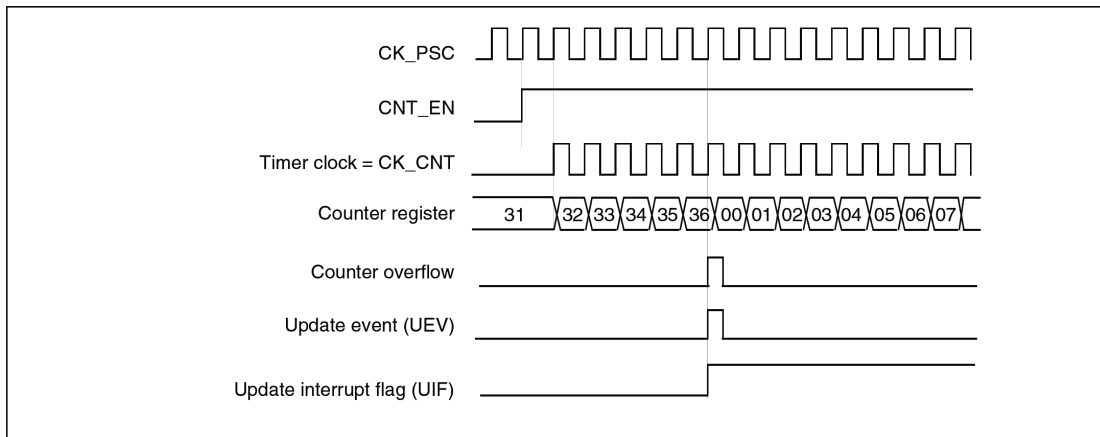 CK_PSC
CNT_EN
Timer clock = CK_CNT
Counter register 31 32 33 34 35 36 00 01 02 03 04 05 06 07
Counter overflow
Update event (UEV)
Update interrupt flag (UIF)